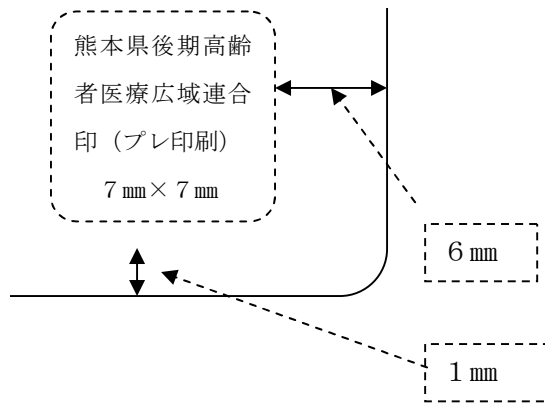 熊本県後期高齢
者医療広域連合
印（プレ印刷）
７㎜×７㎜
６㎜
１㎜